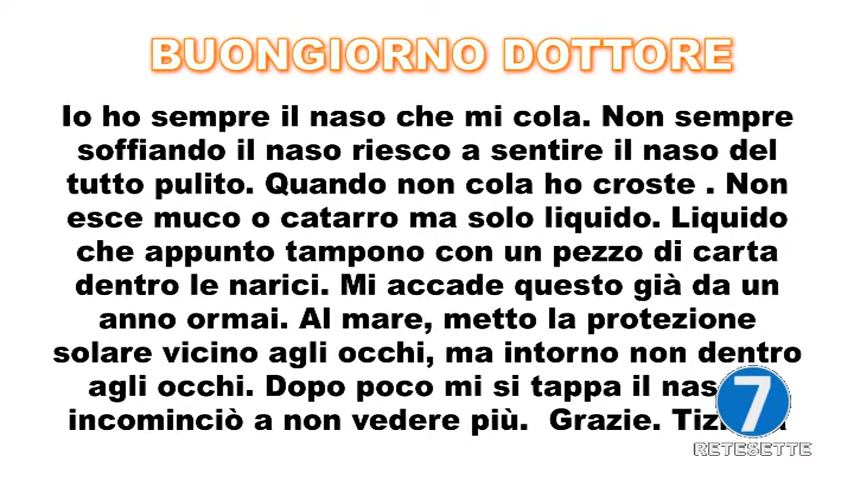 BUONGIORNO DOTTORE
Io ho sempre il naso che mi cola. Non sempre
soffiando il naso riesco a sentire il naso del
tutto pulito. Quando non cola ho croste . Non
esce muco o catarro ma solo liquido. Liquido
che appunto tampono con un pezzo di carta
dentro le narici. Mi accade questo già da un
anno ormai. Al mare, metto la protezione
solare vicino agli occhi, ma intorno non dentro
agli occhi. Dopo poco mi si tappa il
incominciò a non vedere più. Grazie.
7
RETESETTE